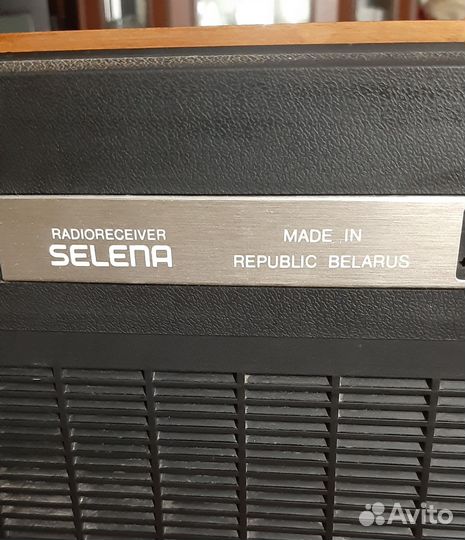 RADIORECEIVER
SELENA
MADE IN
REPUBLIC BELARUS
Avito